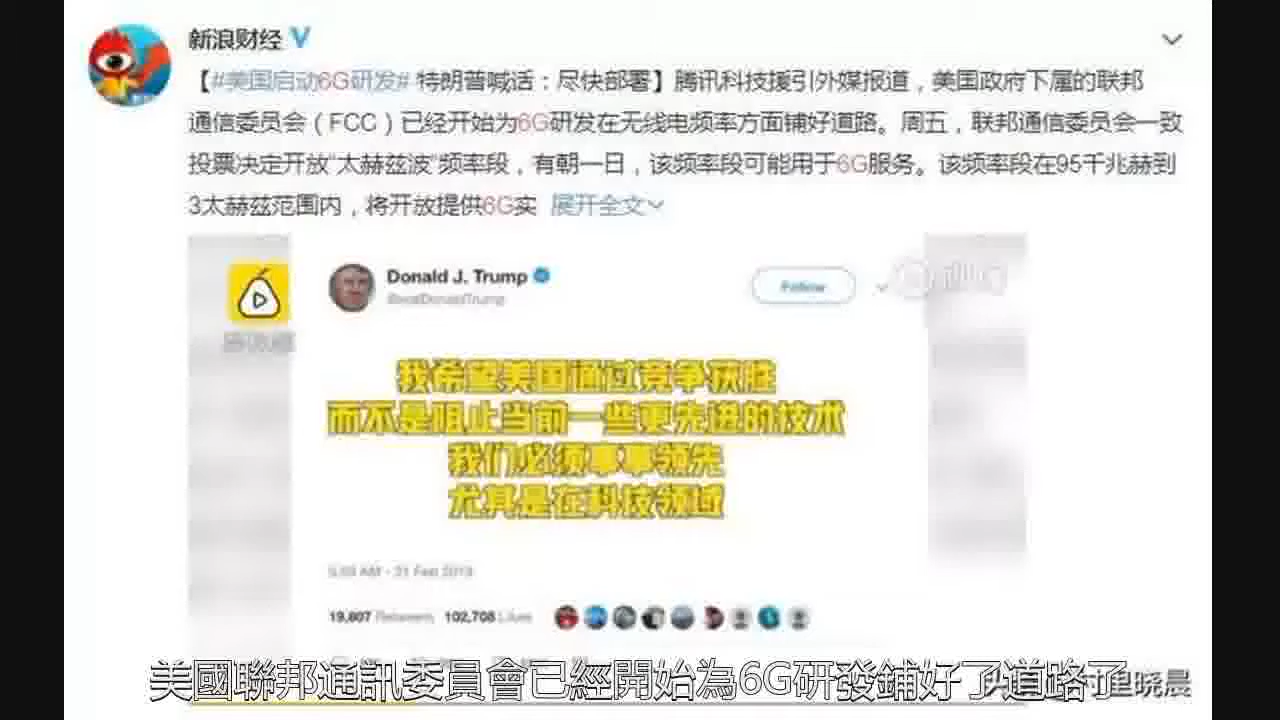 新浪财经
【#美国启动6G研发# 特朗普喊话：尽快部署】腾讯科技援引外媒报道，美国政府下属的联邦
通信委员会（FCC）已经开始为6G研发在无线电频率方面铺好道路。周五，联邦通信委员会一致
投票决定开放“太赫兹波”频率段，有朝一日，该频率段可能用于6G服务。该频率段在95千兆赫到
3太赫兹范围内，将开放提供6G实 展开全文
Donald J. Trump
@realDonaldTrump
Follow
我希望美国通过竞争获胜
而不是阻止当前一些更先进的技术
我们必须事事领先
尤其是在科技领域
19,807 Retweets 102,708 Likes
美國聯邦通訊委員會已經開始為6G研發鋪好了道路了
村里晓晨